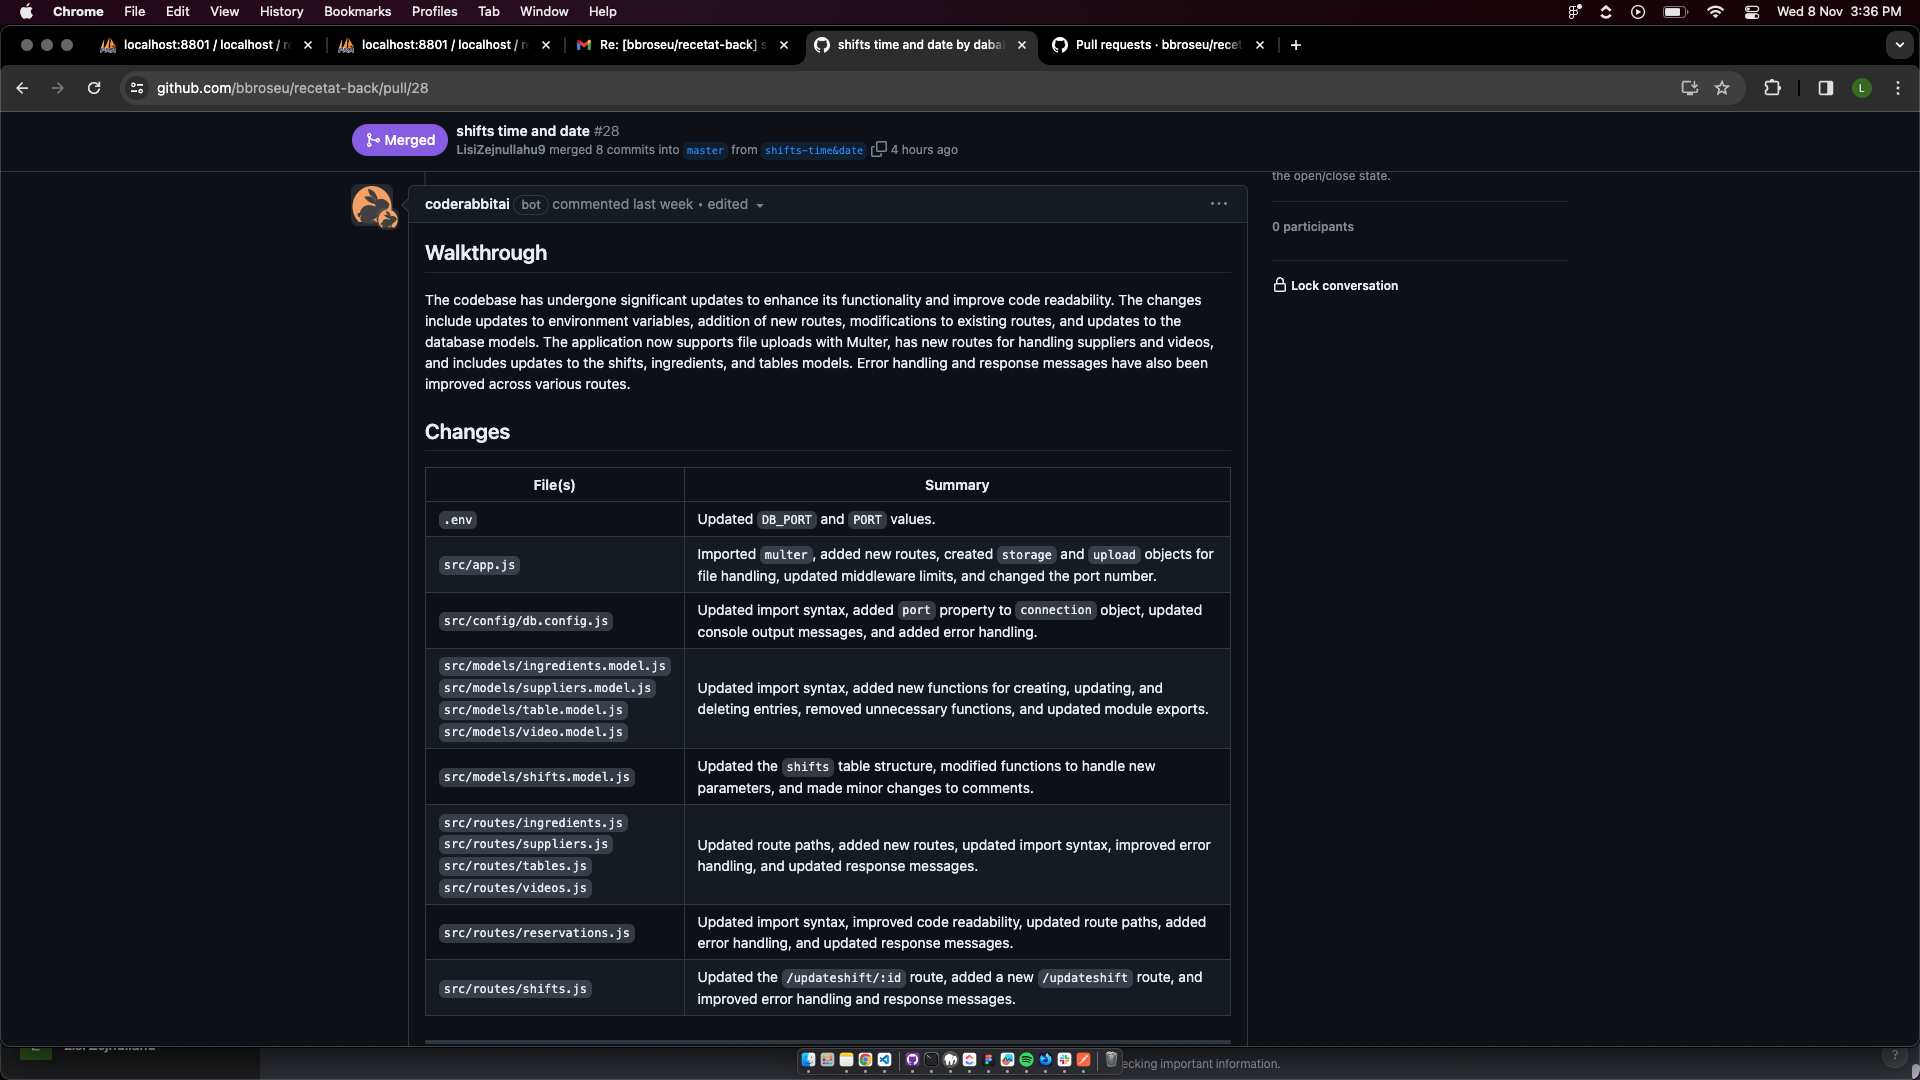 Chrome File Edit View History Bookmarks Profiles Tab Window Help Wed 8 Nov 3:36 PM
localhost:8801 / localhost / localhost:8801 / localhost / Re: [bbroseu/recetat-back] s shifts time and date by daba Pull requests · bbroseu/recet
github.com/bbroseu/recetat-back/pull/28 L
Merged shifts time and date #28
LisiZejnullahu9 merged 8 commits into master from shifts-time&date 4 hours ago
the open/close state.
0 participants
Lock conversation
coderabbitai bot commented last week • edited
Walkthrough
The codebase has undergone significant updates to enhance its functionality and improve code readability. The changes
include updates to environment variables, addition of new routes, modifications to existing routes, and updates to the
database models. The application now supports file uploads with Multer, has new routes for handling suppliers and videos,
and includes updates to the shifts, ingredients, and tables models. Error handling and response messages have also been
improved across various routes.
Changes
File(s) Summary
.env Updated DB_PORT and PORT values.
src/app.js Imported multer, added new routes, created storage and upload objects for
file handling, updated middleware limits, and changed the port number.
src/config/db.config.js Updated import syntax, added port property to connection object, updated
console output messages, and added error handling.
src/models/ingredients.model.js
src/models/suppliers.model.js
src/models/table.model.js
src/models/video.model.js
Updated import syntax, added new functions for creating, updating, and
deleting entries, removed unnecessary functions, and updated module exports.
src/models/shifts.model.js Updated the shifts table structure, modified functions to handle new
parameters, and made minor changes to comments.
src/routes/ingredients.js
src/routes/suppliers.js
src/routes/tables.js
src/routes/videos.js
Updated route paths, added new routes, updated import syntax, improved error
handling, and updated response messages.
src/routes/reservations.js Updated import syntax, improved code readability, updated route paths, added
error handling, and updated response messages.
src/routes/shifts.js Updated the /updateshift/:id route, added a new /updateshift route, and
improved error handling and response messages.
ecking important information.
?